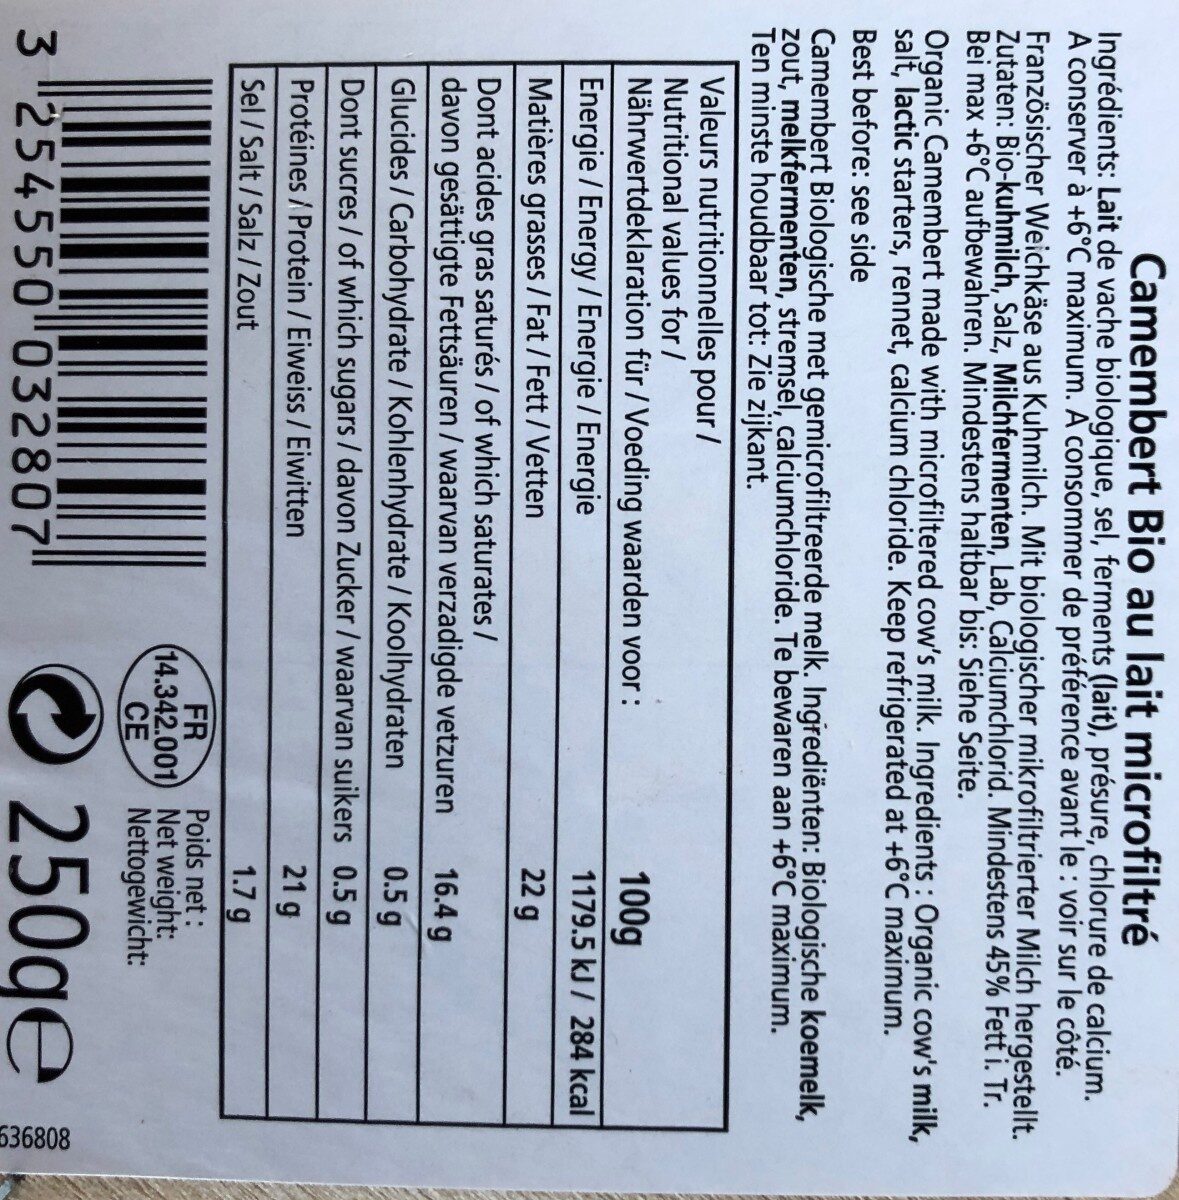 Camembert Bio au lait microfiltré
Ingrédients: Lait de vache biologique, sel, ferments (lait), présure, chlorure de calcium.
A conserver à +6°C maximum. A consommer de préférence avant le : voir sur le côté.
Französischer Weichkäse aus Kuhmilch. Mit biologischer mikrofiltrierter Milch hergestellt.
Zutaten: Bio-kuhmilch, Salz, Milchfermenten, Lab, Calciumchlorid. Mindestens 45% Fett i. Tr.
Bei max +6°C aufbewahren. Mindestens haltbar bis: Siehe Seite.
Organic Camembert made with microfiltered cow's milk. Ingredients : Organic cow's milk,
salt, lactic starters, rennet, calcium chloride. Keep refrigerated at +6°C maximum.
Best before: see side
Camembert Biologische met gemicrofiltreerde melk. Ingrediënten: Biologische koemelk,
zout, melkfermenten, stremsel, calciumchloride. Te bewaren aan +6°C maximum.
Ten minste houdbaar tot: Zie zijkant.
Valeurs nutritionnelles pour /
Nutritional values for /
Nährwertdeklaration für / Voeding waarden voor : 100g
Energie / Energy / Energie / Energie 1179.5 kJ / 284 kcal
Matières grasses / Fat / Fett / Vetten 22 g
Dont acides gras saturés / of which saturates /
davon gesättigte Fettsäuren / waarvan verzadigde vetzuren 16.4 g
Glucides / Carbohydrate / Kohlenhydrate / Koolhydraten 0.5 g
Dont sucres / of which sugars / davon Zucker / waarvan suikers 0.5 g
Protéines / Protein / Eiweiss / Eiwitten 21 g
Sel / Salt / Salz / Zout 1.7 g
3 254550 032807
FR
14.342.001
CE
Poids net :
Net weight:
Nettogewicht:
250g e
636808